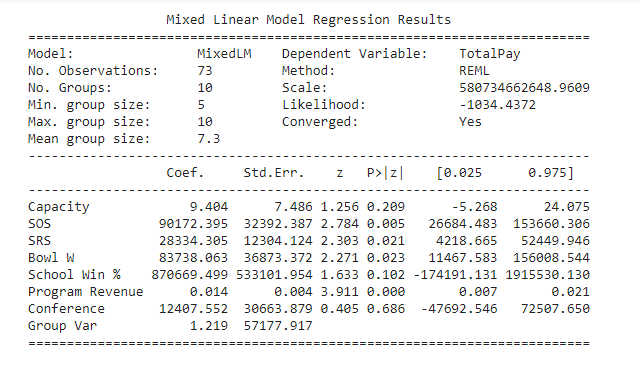 Mixed Linear Model Regression Results
Model: MixedLM Dependent Variable: TotalPay
No. Observations: 73 Method: REML
No. Groups: 10 Scale: 580734662648.9609
Min. group size: 5 Likelihood: -1034.4372
Max. group size: 10 Converged: Yes
Mean group size: 7.3
Coef. Std.Err. z P>|z| [0.025 0.975]
Capacity 9.404 7.486 1.256 0.209 -5.268 24.075
SOS 90172.395 32392.387 2.784 0.005 26684.483 153660.306
SRS 28334.305 12304.124 2.303 0.021 4218.665 52449.946
Bowl W 83738.063 36873.372 2.271 0.023 11467.583 156008.544
School Win % 870669.499 533101.954 1.633 0.102 -174191.131 1915530.130
Program Revenue 0.014 0.004 3.911 0.000 0.007 0.021
Conference 12407.552 30663.879 0.405 0.686 -47692.546 72507.650
Group Var 1.219 57177.917